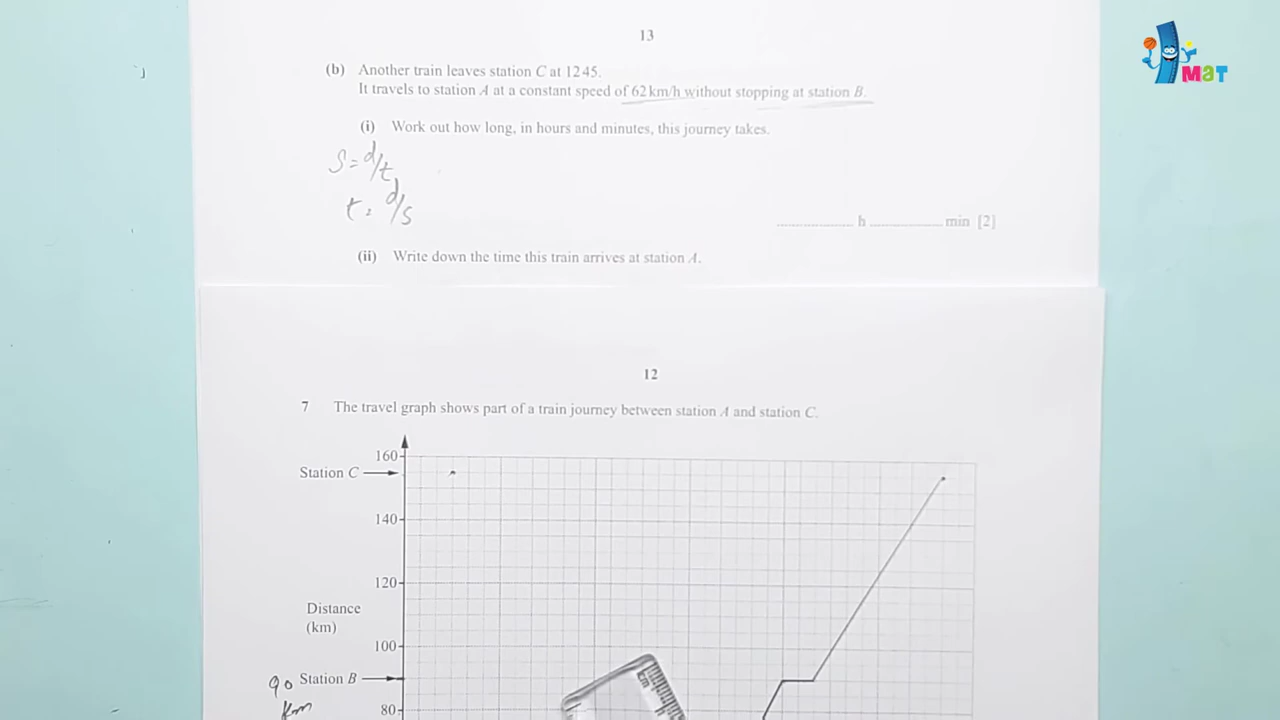 MaT
13
(b) Another train leaves station C at 1245.
It travels to station A at a constant speed of 62 km/h without stopping at station B.
(i) Work out how long, in hours and minutes, this journey takes.
S = d/t
t = d/s
.................... h .................... min [2]
(ii) Write down the time this train arrives at station A.
12
7 The travel graph shows part of a train journey between station A and station C.
160
Station C
140
120
Distance
(km)
100
90 Station B
km
80
cm